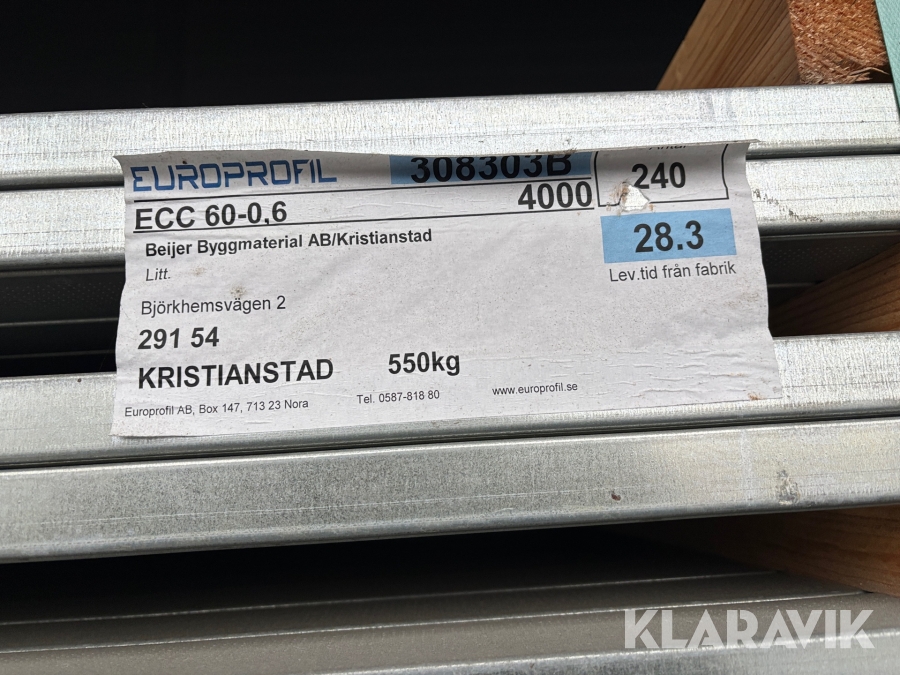 EUROPROFIL 308303B
ECC 60-0,6 4000 240
Beijer Byggmaterial AB/Kristianstad 28.3
Litt. Lev.tid från fabrik
Björkhemsvägen 2
291 54
KRISTIANSTAD 550kg
Europrofil AB, Box 147, 713 23 Nora Tel. 0587-818 80 www.europrofil.se
KLARAVIK